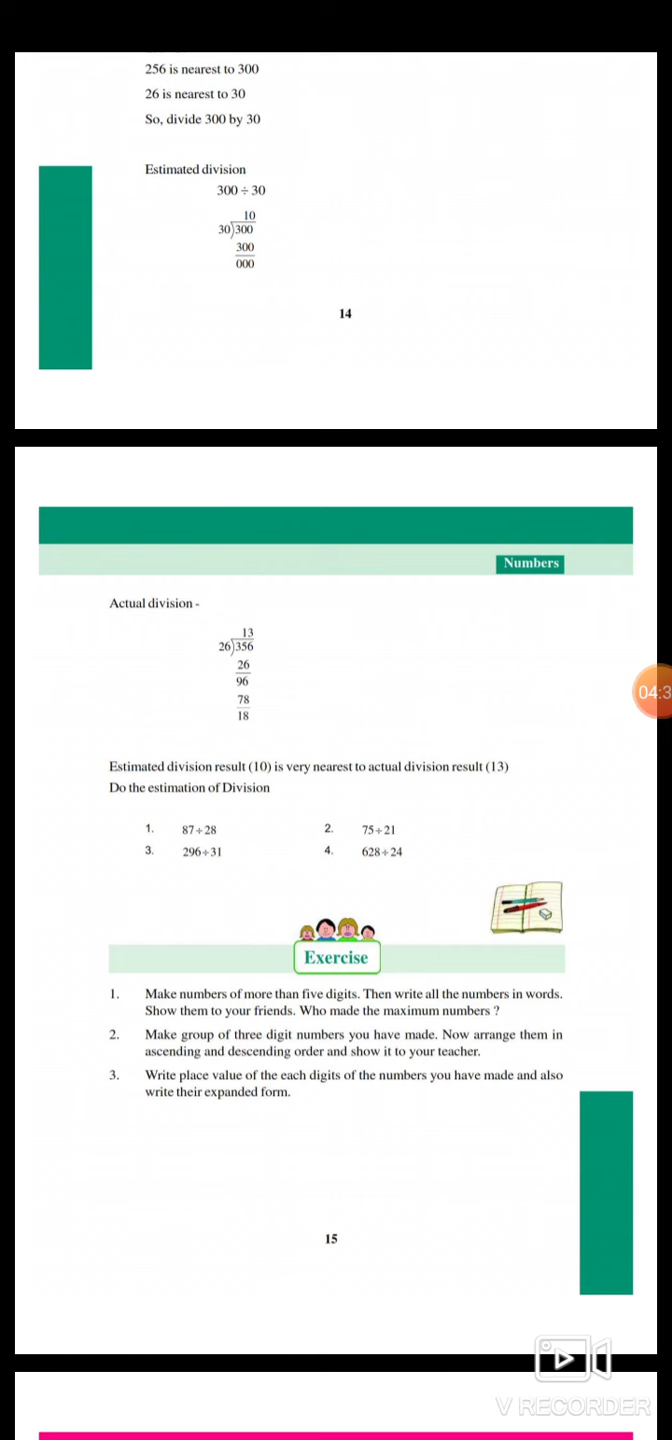 256 is nearest to 300
26 is nearest to 30
So, divide 300 by 30
Estimated division
300 ÷ 30
10
30)300
300
000
14
Numbers
Actual division -
13
26)356
26
96
78
18
04:3
Estimated division result (10) is very nearest to actual division result (13)
Do the estimation of Division
1. 87÷28 2. 75÷21
3. 296÷31 4. 628÷24
Exercise
1. Make numbers of more than five digits. Then write all the numbers in words.
Show them to your friends. Who made the maximum numbers ?
2. Make group of three digit numbers you have made. Now arrange them in
ascending and descending order and show it to your teacher.
3. Write place value of the each digits of the numbers you have made and also
write their expanded form.
15
V RECORDER